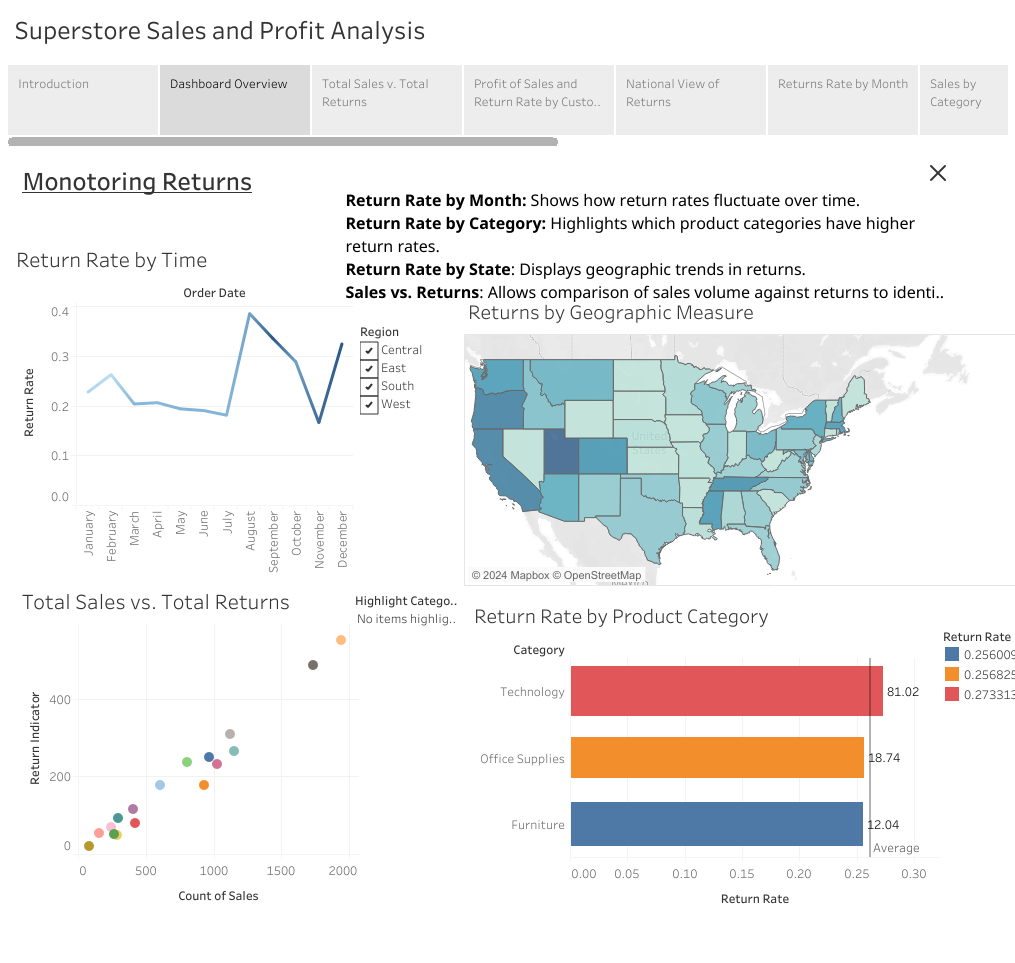 Superstore Sales and Profit Analysis
Introduction
Dashboard Overview
Total Sales v. Total
Returns
Profit of Sales and
Return Rate by Custo..
National View of
Returns
Returns Rate by Month
Sales by
Category
Monotoring Returns
Return Rate by Month: Shows how return rates fluctuate over time.
Return Rate by Category: Highlights which product categories have higher
return rates.
Return Rate by State: Displays geographic trends in returns.
Sales vs. Returns: Allows comparison of sales volume against returns to identi..
Return Rate by Time
Order Date
0.4
0.3
0.2
0.1
0.0
Return Rate
January
February
March
April
May
June
July
August
September
October
November
December
Region
Central
East
South
West
Returns by Geographic Measure
United
States
© 2024 Mapbox © OpenStreetMap
Total Sales vs. Total Returns
Highlight Catego..
No items highlig..
Return Indicator
400
200
0
0
500
1000
1500
2000
Count of Sales
Return Rate by Product Category
Category
Technology
81.02
Office Supplies
18.74
Furniture
12.04
Average
0.00
0.05
0.10
0.15
0.20
0.25
0.30
Return Rate
Return Rate
0.256009
0.256825
0.273313